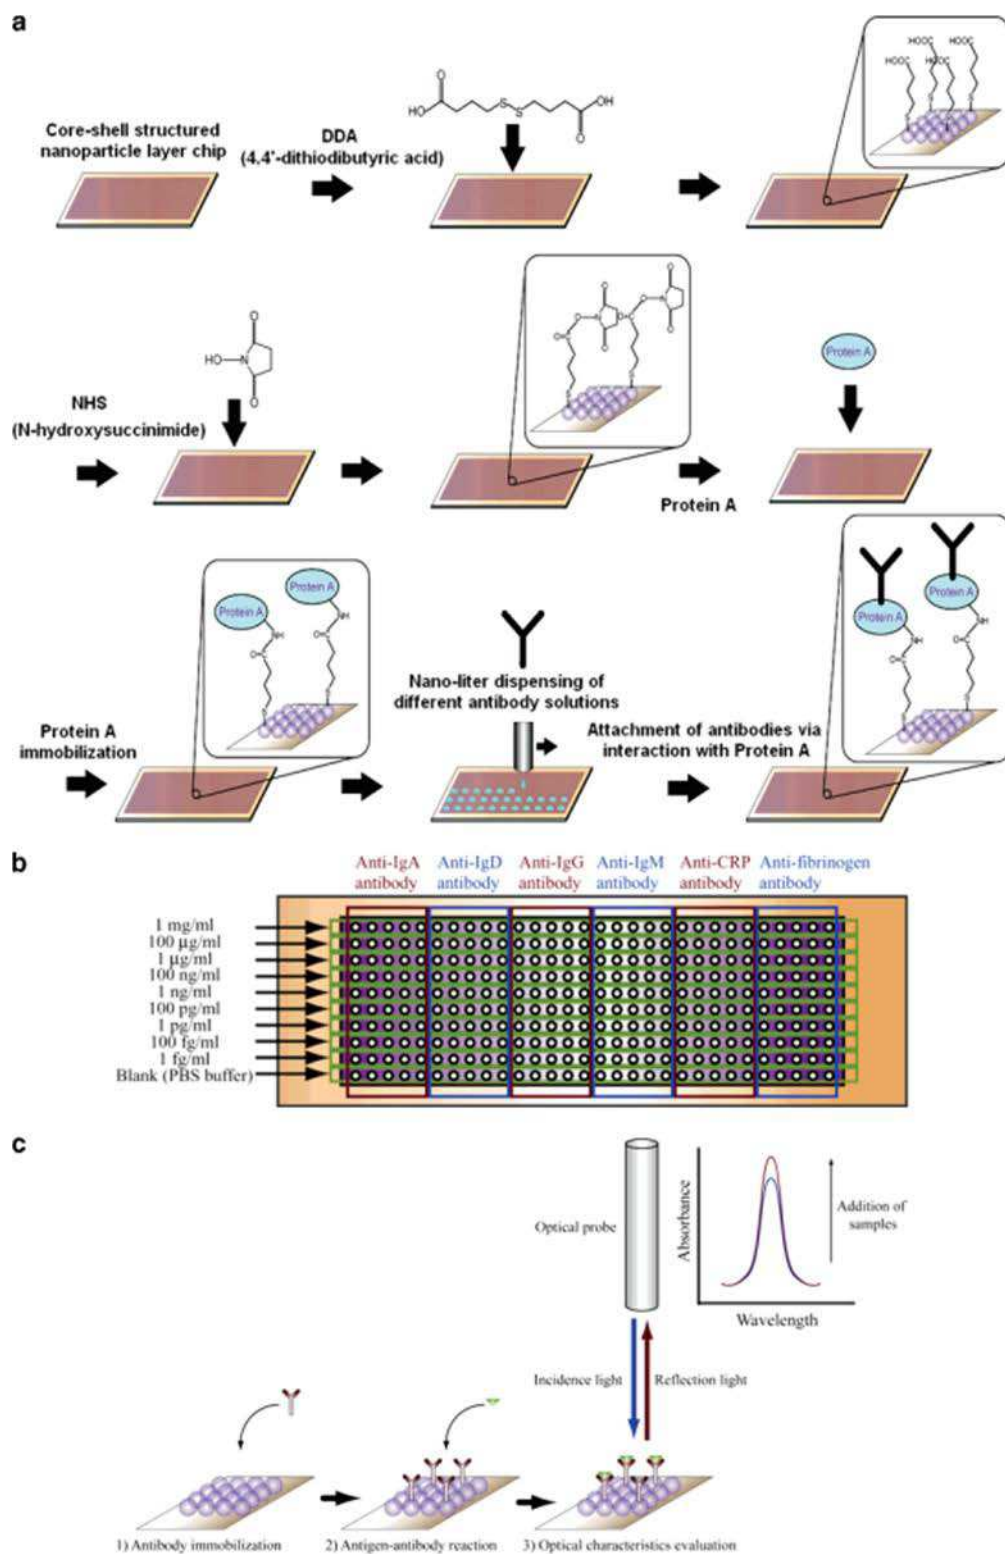 a
Core-shell structured
nanoparticle layer chip
DDA
(4.4'-dithiodibutyric acid)
O
HO
S
S
OH
O
HOOC
HOOC
HOOC
HOOC
S
S
NHS
(N-hydroxysuccinimide)
O
HO
N
O
O
O
N
O
O
S
O
O
N
O
O
S
Protein A
Protein A
Protein A
immobilization
Protein A
NH
O
S
Protein A
NH
O
S
Nano-liter dispensing of
different antibody solutions
Attachment of antibodies via
interaction with Protein A
Protein A
NH
O
S
Protein A
NH
O
S
b
Anti-IgA
antibody
Anti-IgD
antibody
Anti-IgG
antibody
Anti-IgM
antibody
Anti-CRP
antibody
Anti-fibrinogen
antibody
1 mg/ml
100 μg/ml
1 μg/ml
100 ng/ml
1 ng/ml
100 pg/ml
1 pg/ml
100 fg/ml
1 fg/ml
Blank (PBS buffer)
c
Optical probe
Absorbance
Wavelength
Addition of
samples
Incidence light
Reflection light
1) Antibody immobilization
2) Antigen-antibody reaction
3) Optical characteristics evaluation